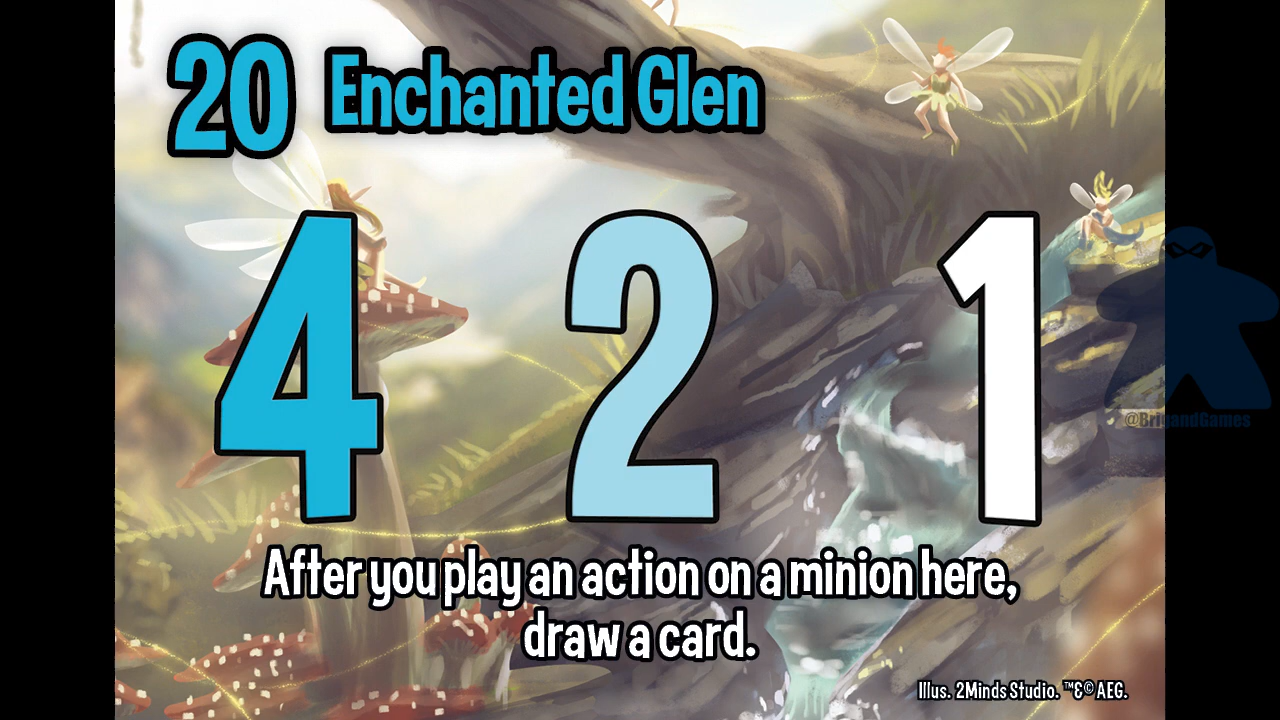 20 Enchanted Glen
4 2 1
@BrigandGames
After you play an action on a minion here,
draw a card.
Illus. 2Minds Studio. ™&© AEG.